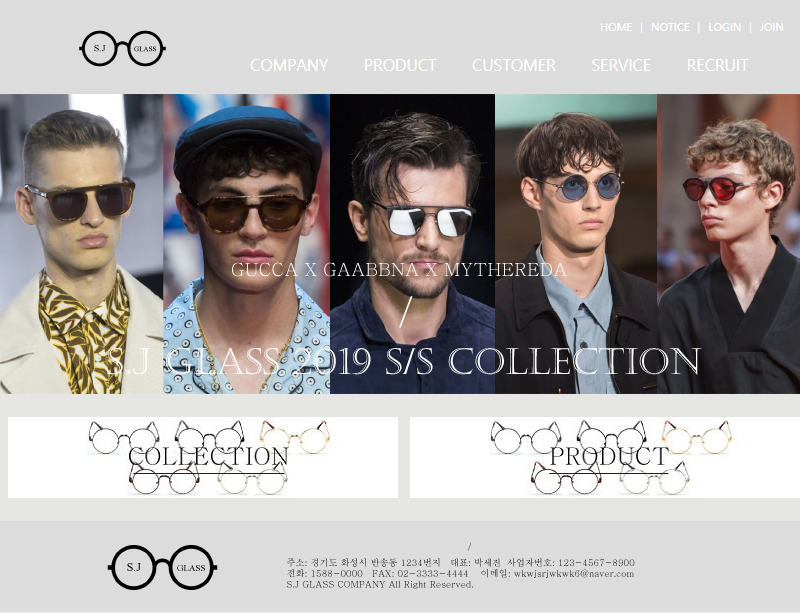 HOME | NOTICE | LOGIN | JOIN
S.J GLASS
COMPANY PRODUCT CUSTOMER SERVICE RECRUIT
GUCCA X GAABBNA X MYTHEREDA
/
S.J GLASS 2019 S/S COLLECTION
COLLECTION
PRODUCT
S.J GLASS
/
주소: 경기도 화성시 반송동 1234번지 대표: 박세진 사업자번호: 123-4567-8900
전화: 1588-0000 FAX: 02-3333-4444 이메일: wkwjsrjwkwk6@naver.com
S.J GLASS COMPANY All Right Reserved.